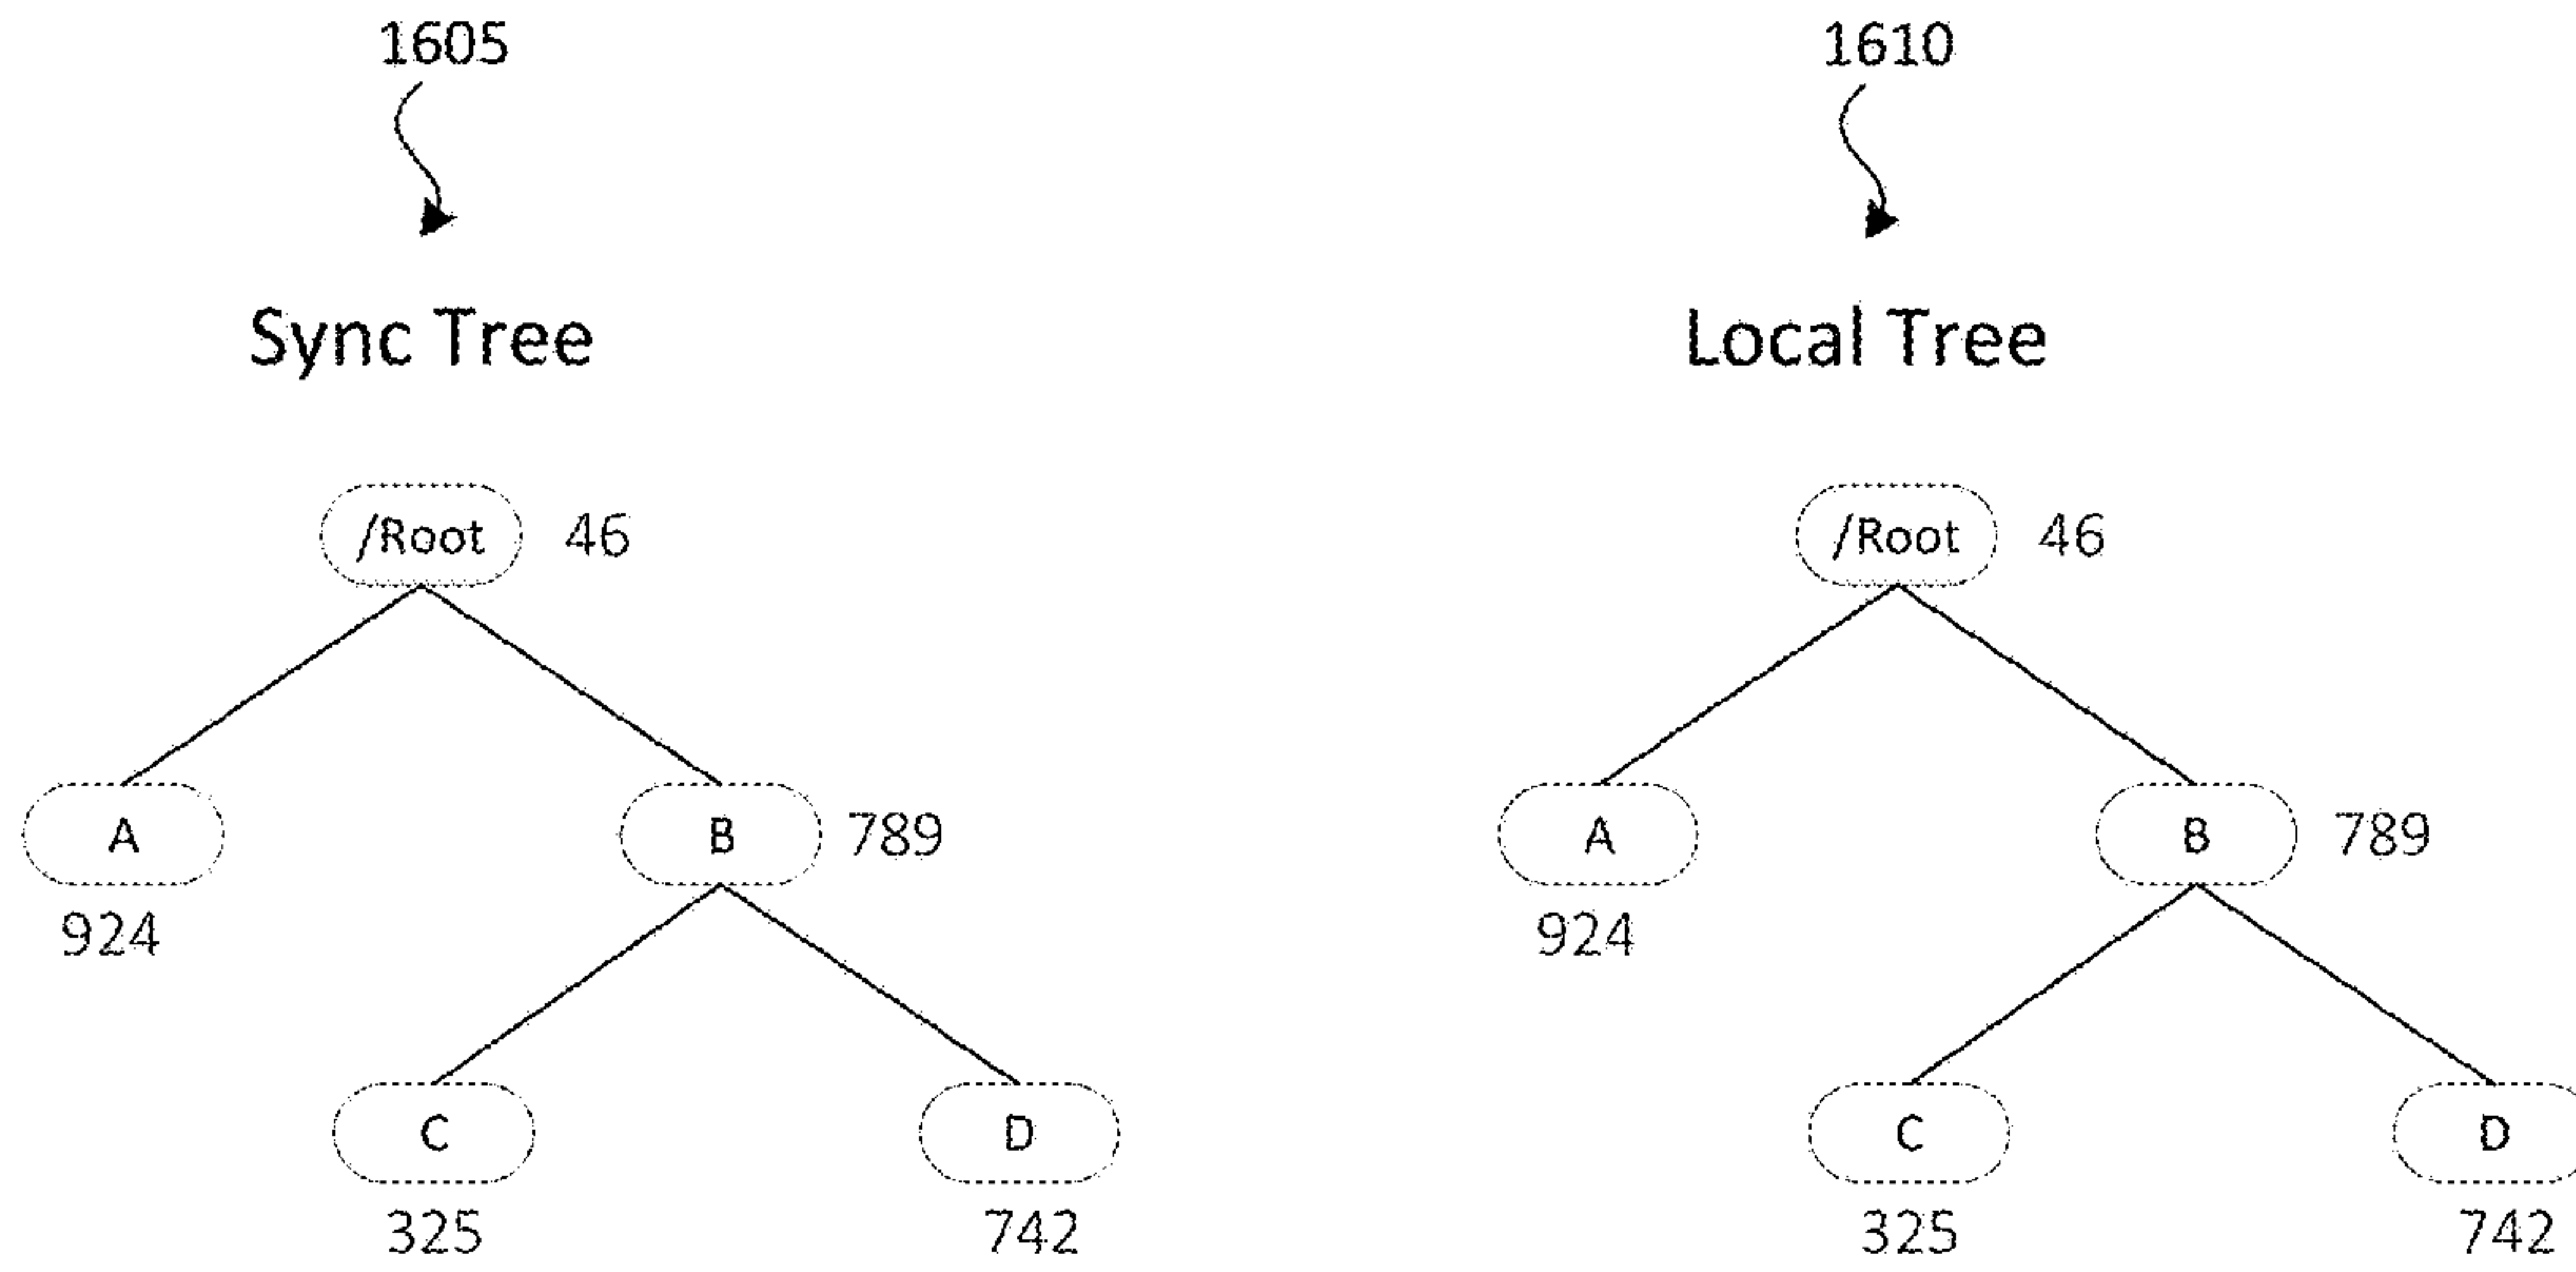 1605 1610
Sync Tree Local Tree
/Root 46 /Root 46
A B 789 A B 789
924 924
C D C D
325 742 325 742